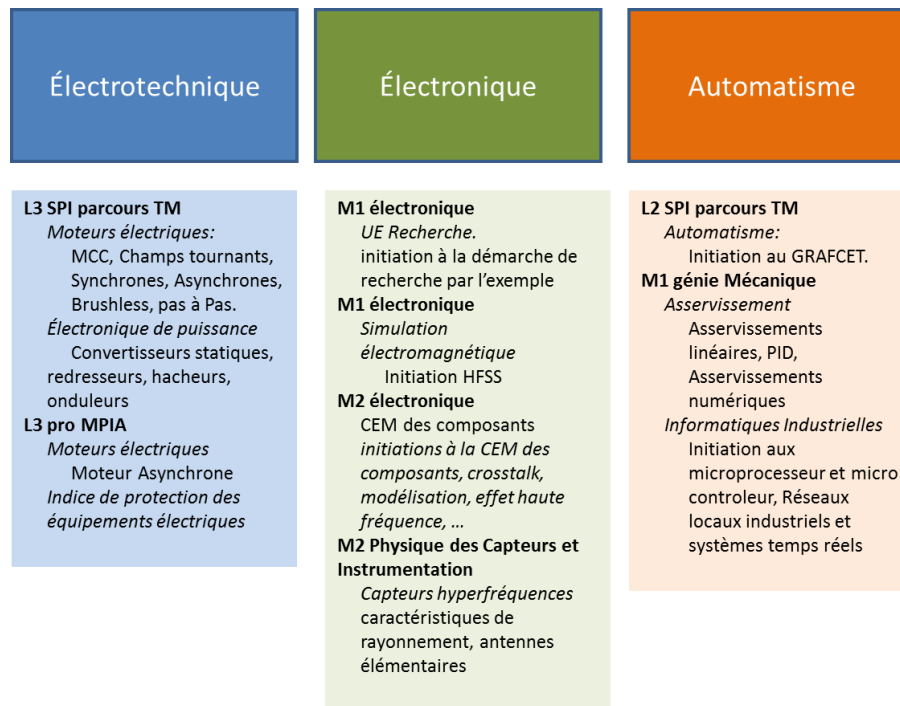 Électrotechnique
L3 SPI parcours TM
Moteurs électriques:
MCC, Champs tournants,
Synchrones, Asynchrones,
Brushless, pas à Pas.
Électronique de puissance
Convertisseurs statiques,
redresseurs, hacheurs,
onduleurs
L3 pro MPIA
Moteurs électriques
Moteur Asynchrone
Indice de protection des
équipements électriques
Électronique
M1 électronique
UE Recherche.
initiation à la démarche de
recherche par l’exemple
M1 électronique
Simulation
électromagnétique
Initiation HFSS
M2 électronique
CEM des composants
initiations à la CEM des
composants, crosstalk,
modélisation, effet haute
fréquence, ...
M2 Physique des Capteurs et
Instrumentation
Capteurs hyperfréquences
caractéristiques de
rayonnement, antennes
élémentaires
Automatisme
L2 SPI parcours TM
Automatisme:
Initiation au GRAFCET.
M1 génie Mécanique
Asservissement
Asservissements
linéaires, PID,
Asservissements
numériques
Informatiques Industrielles
Initiation aux
microprocesseur et micro
controleur, Réseaux
locaux industriels et
systèmes temps réels